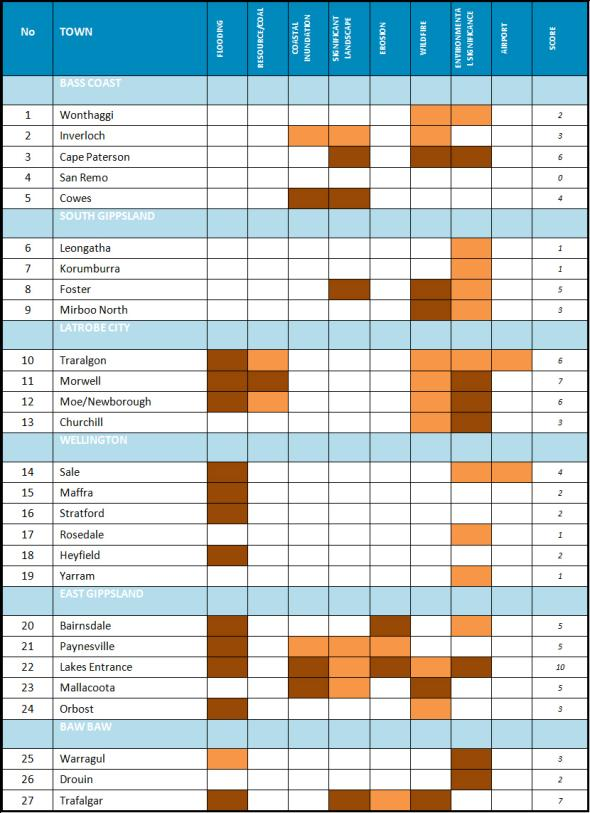 No TOWN FLOODING RESOURCE/COAL COASTAL INUNDATION SIGNIFICANT LANDSCAPE EROSION WILDFIRE ENVIRONMENTA L SIGNIFICANCE AIRPORT SCORE
BASS COAST
1 Wonthaggi 2
2 Inverloch 3
3 Cape Paterson 6
4 San Remo 0
5 Cowes 4
SOUTH GIPPSLAND
6 Leongatha 1
7 Korumburra 1
8 Foster 5
9 Mirboo North 3
LATROBE CITY
10 Traralgon 6
11 Morwell 7
12 Moe/Newborough 6
13 Churchill 3
WELLINGTON
14 Sale 4
15 Maffra 2
16 Stratford 2
17 Rosedale 1
18 Heyfield 2
19 Yarram 1
EAST GIPPSLAND
20 Bairnsdale 5
21 Paynesville 5
22 Lakes Entrance 10
23 Mallacoota 5
24 Orbost 3
BAW BAW
25 Warragul 3
26 Drouin 2
27 Trafalgar 7